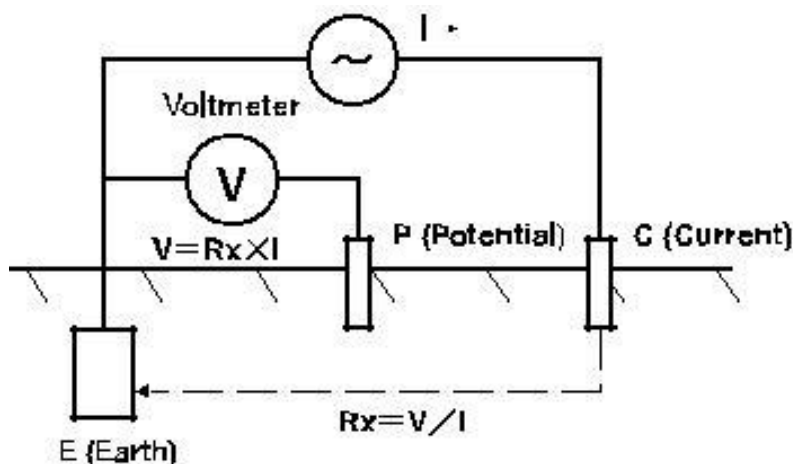 I
~
Voltmeter
V
P (Potential)
C (Current)
V=Rx×I
Rx=V/I
E (Earth)